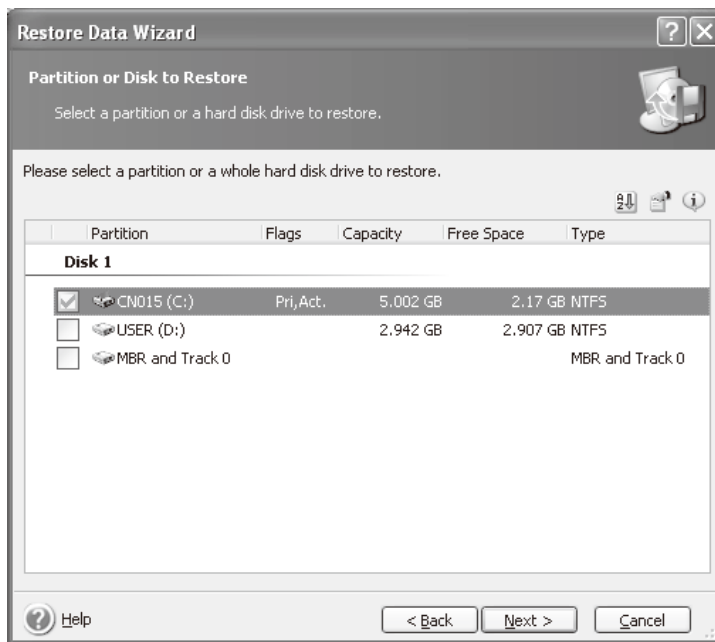 Restore Data Wizard
Partition or Disk to Restore
Select a partition or a hard disk drive to restore.
Please select a partition or a whole hard disk drive to restore.
Partition Flags Capacity Free Space Type
Disk 1
CN015 (C:) Pri,Act. 5.002 GB 2.17 GB NTFS
USER (D:) 2.942 GB 2.907 GB NTFS
MBR and Track 0 MBR and Track 0
Help < Back Next > Cancel